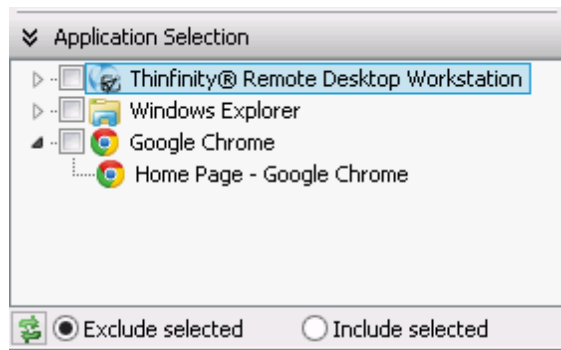 Application Selection
Thinfinity® Remote Desktop Workstation
Windows Explorer
Google Chrome
Home Page - Google Chrome
Exclude selected Include selected